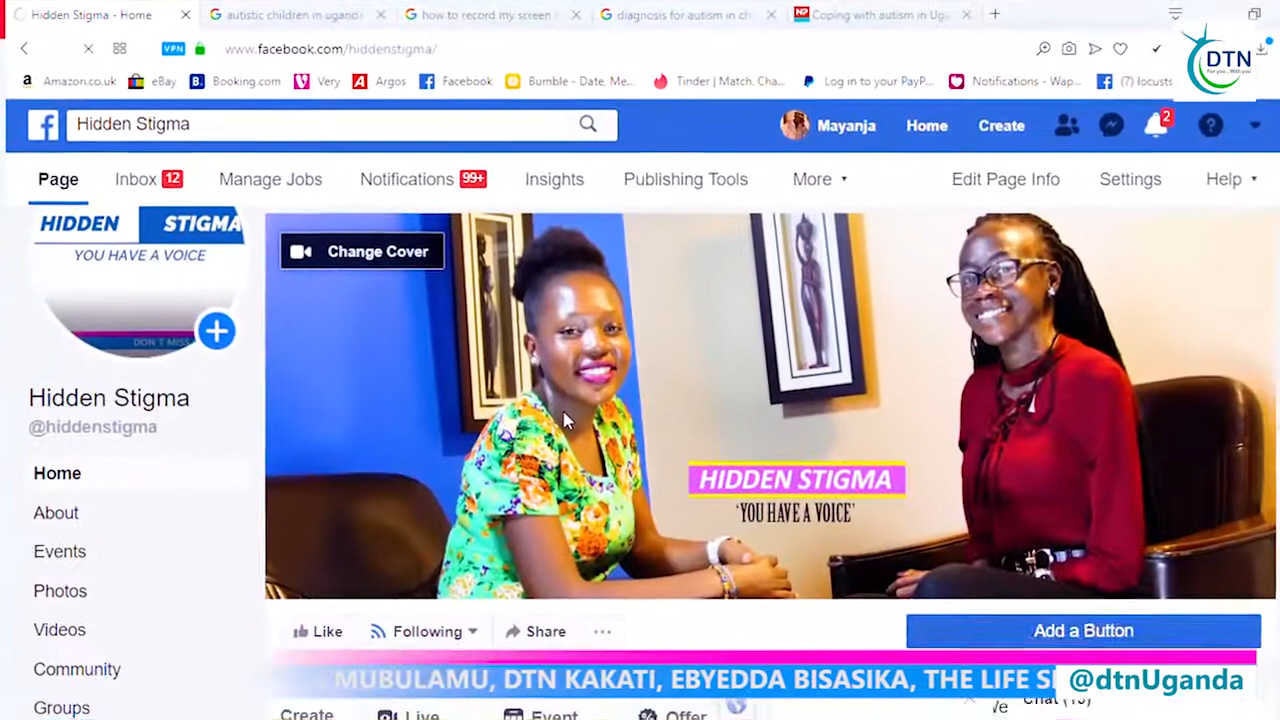 Hidden Stigma - Home
autistic children in uganda
how to record my screen
diagnosis for autism in ch
Coping with autism in Ug
VPN
www.facebook.com/hiddenstigma/
DTN
For you...With you
Amazon.co.uk
eBay
Booking.com
Very
Argos
Facebook
Bumble - Date, Me...
Tinder | Match. Cha...
Log in to your PayP...
Notifications - Wap...
(7) locusts
Hidden Stigma
Mayanja
Home
Create
2
Page
Inbox 12
Manage Jobs
Notifications 99+
Insights
Publishing Tools
More
Edit Page Info
Settings
Help
HIDDEN STIGMA
YOU HAVE A VOICE
DON'T MISS
Change Cover
Hidden Stigma
@hiddenstigma
Home
About
Events
Photos
Videos
Community
Groups
HIDDEN STIGMA
'YOU HAVE A VOICE'
Like
Following
Share
Add a Button
MUBULAMU, DTN KAKATI, EBYEDDA BISASIKA, THE LIFE S
@dtnUganda
Create
Live
Event
Offer